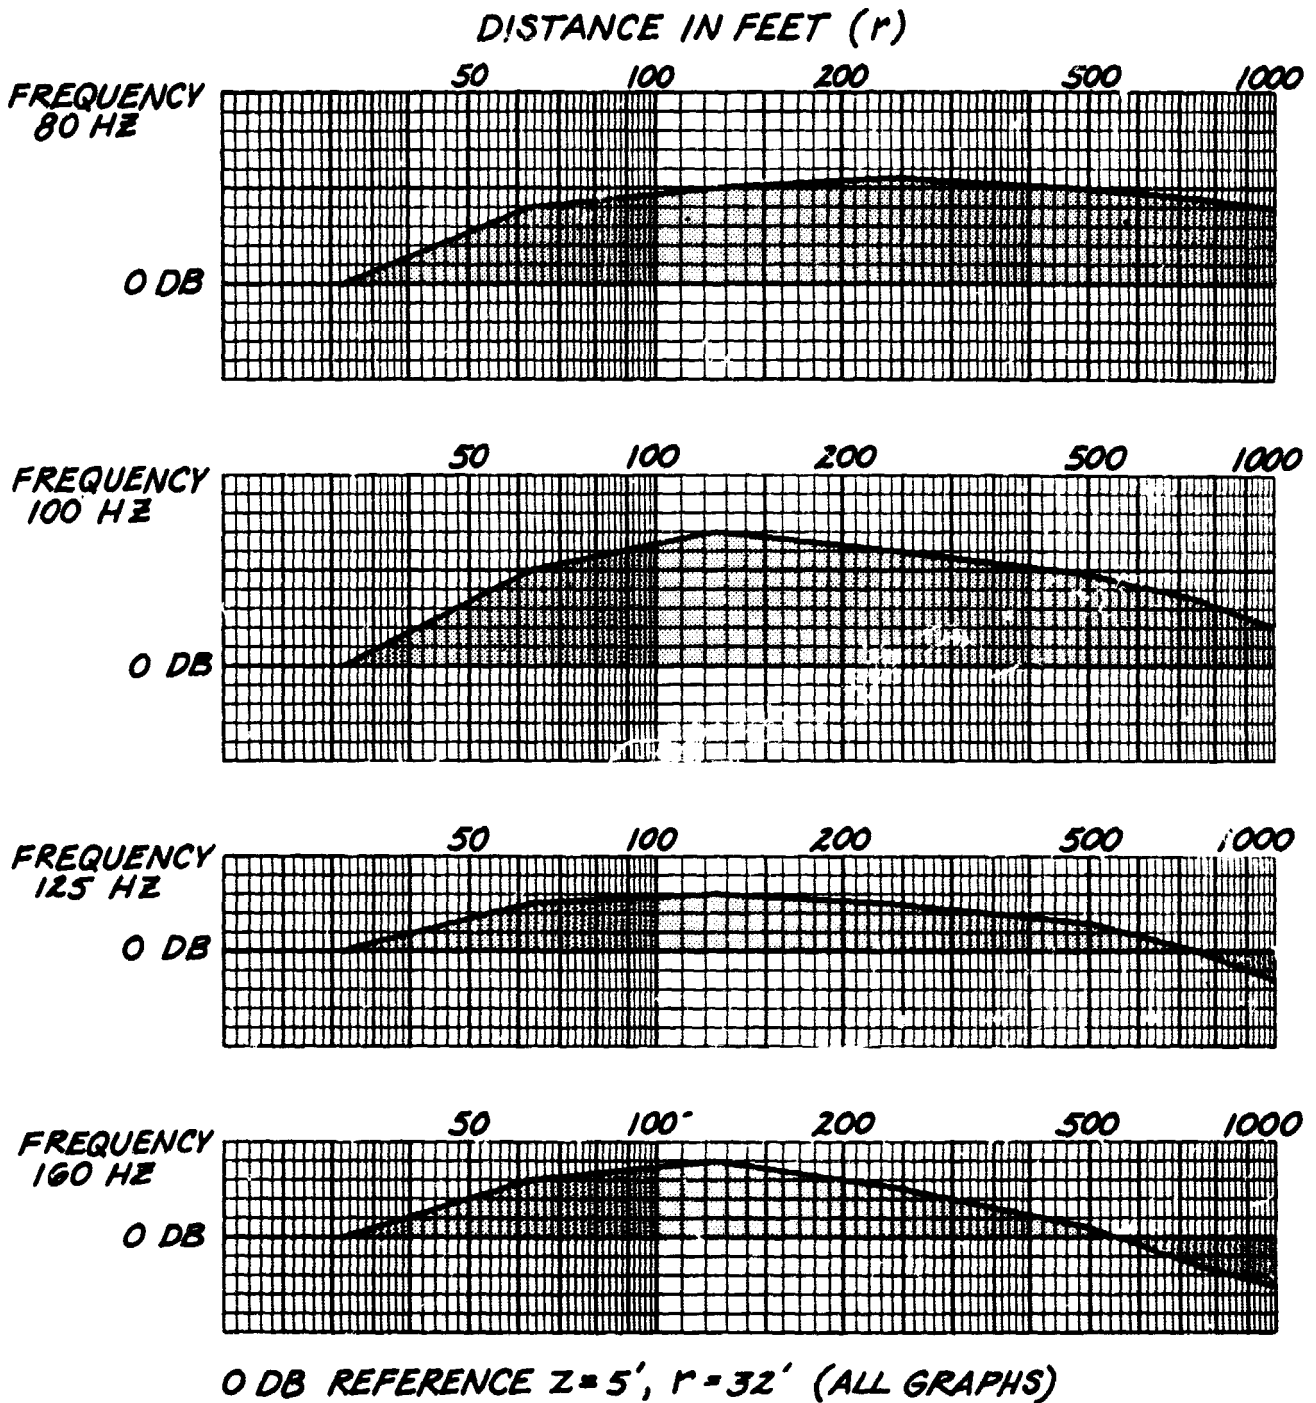 DISTANCE IN FEET (r)
50 100 200 500 1000
FREQUENCY
80 HZ
0 DB
50 100 200 500 1000
FREQUENCY
100 HZ
0 DB
50 100 200 500 1000
FREQUENCY
125 HZ
0 DB
50 100 200 500 1000
FREQUENCY
160 HZ
0 DB
0 DB REFERENCE Z=5', r=32' (ALL GRAPHS)